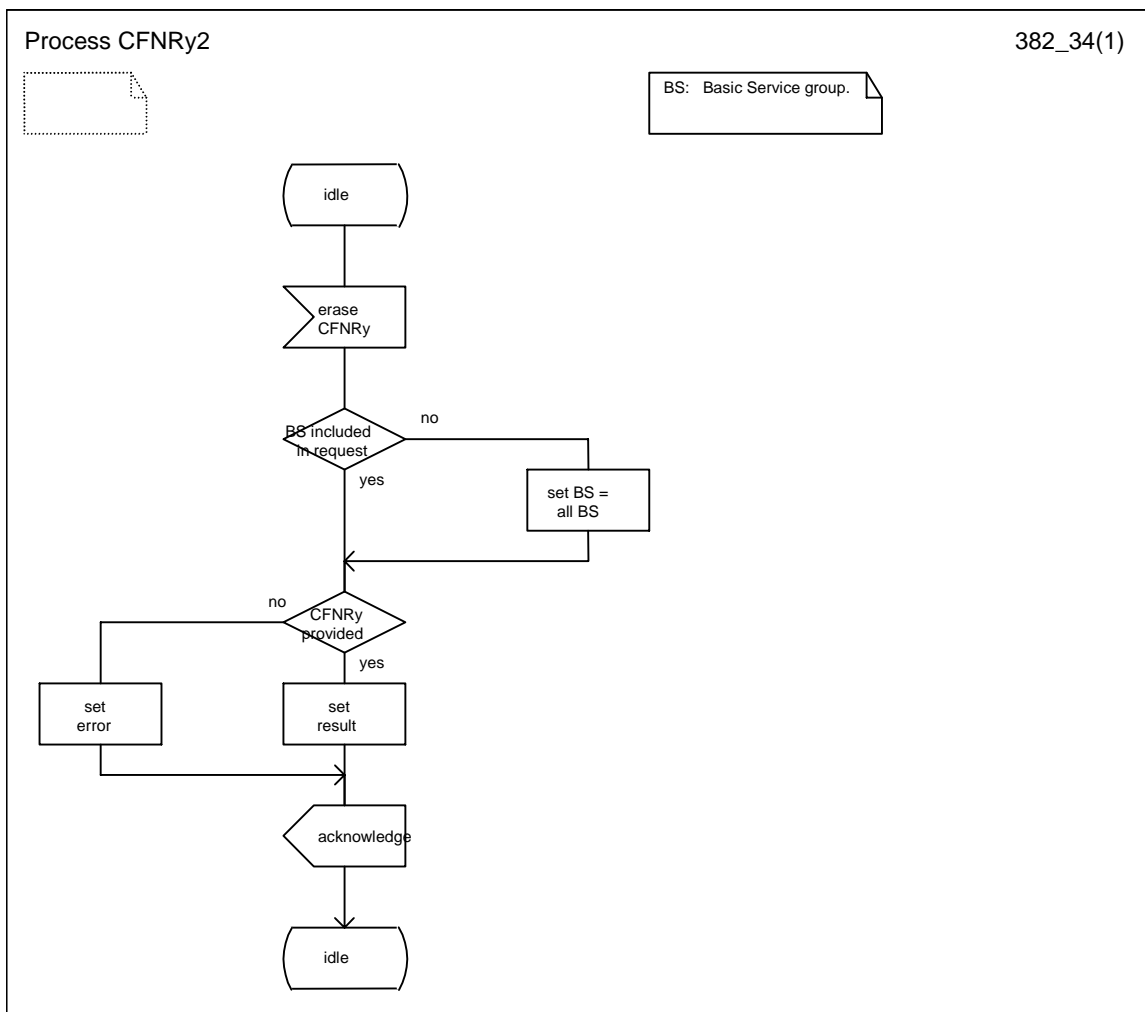 Process CFNRy2
382_34(1)
BS: Basic Service group.
idle
erase
CFNRy
BS included
in request
no
yes
set BS =
all BS
no
CFNRy
provided
yes
set
error
set
result
acknowledge
idle